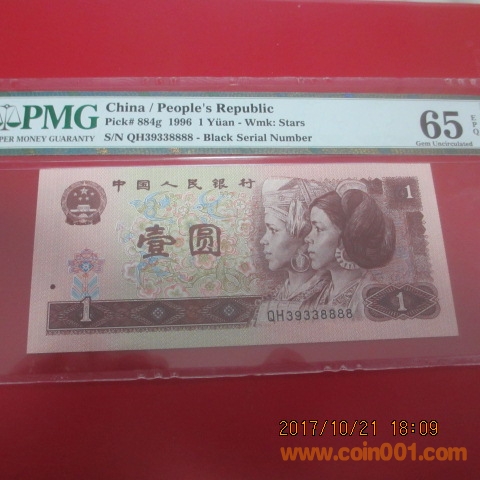 PMG
PAPER MONEY GUARANTY
China / People's Republic
Pick# 884g 1996 1 Yüan - Wmk: Stars
S/N QH39338888 - Black Serial Number
65 EPQ
Gem Uncirculated
中国人民银行
1
壹圆
1
1
QH39338888
2017/10/21 18:09
www.coin001.com